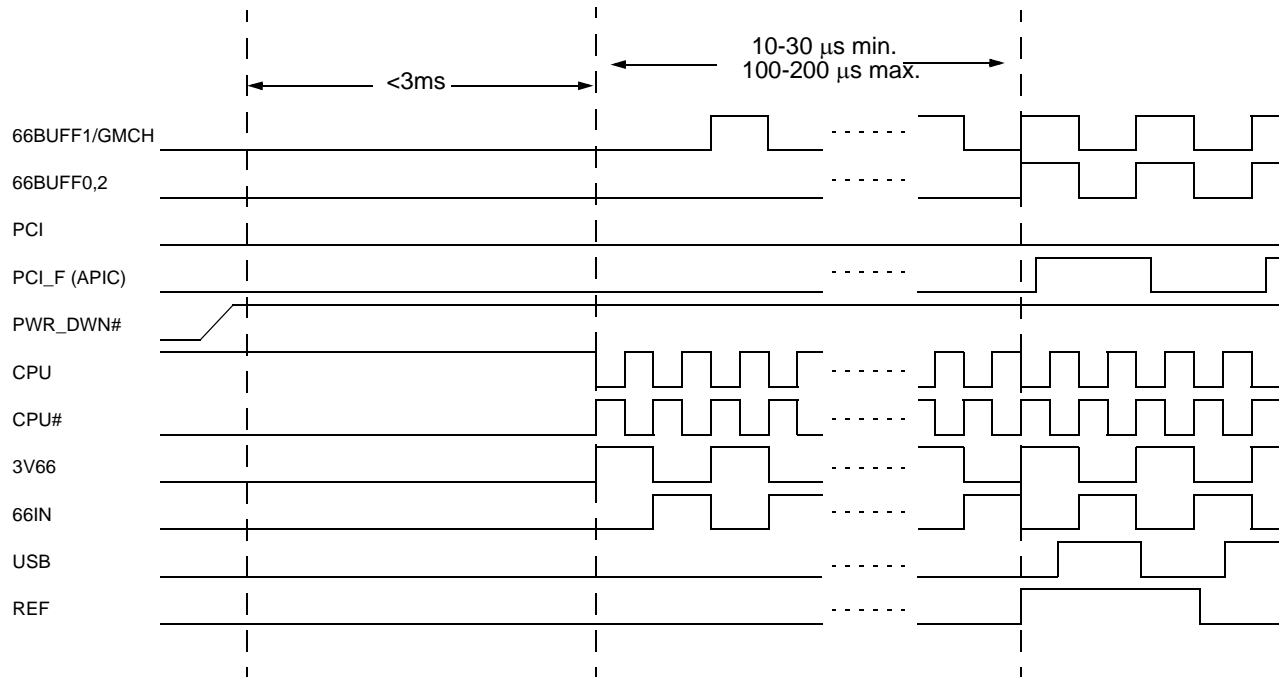 10-30 μs min.
100-200 μs max.
<3ms
66BUFF1/GMCH
66BUFF0,2
PCI
PCI_F (APIC)
PWR_DWN#
CPU
CPU#
3V66
66IN
USB
REF